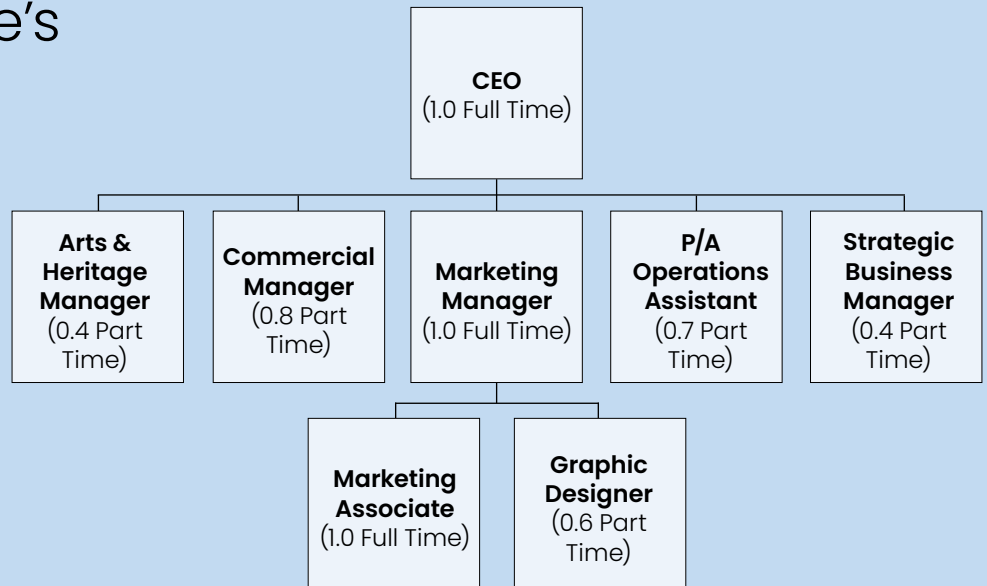 e's
CEO
(1.0 Full Time)
Arts &
Heritage
Manager
(0.4 Part
Time)
Commercial
Manager
(0.8 Part
Time)
Marketing
Manager
(1.0 Full Time)
P/A
Operations
Assistant
(0.7 Part
Time)
Strategic
Business
Manager
(0.4 Part
Time)
Marketing
Associate
(1.0 Full Time)
Graphic
Designer
(0.6 Part
Time)